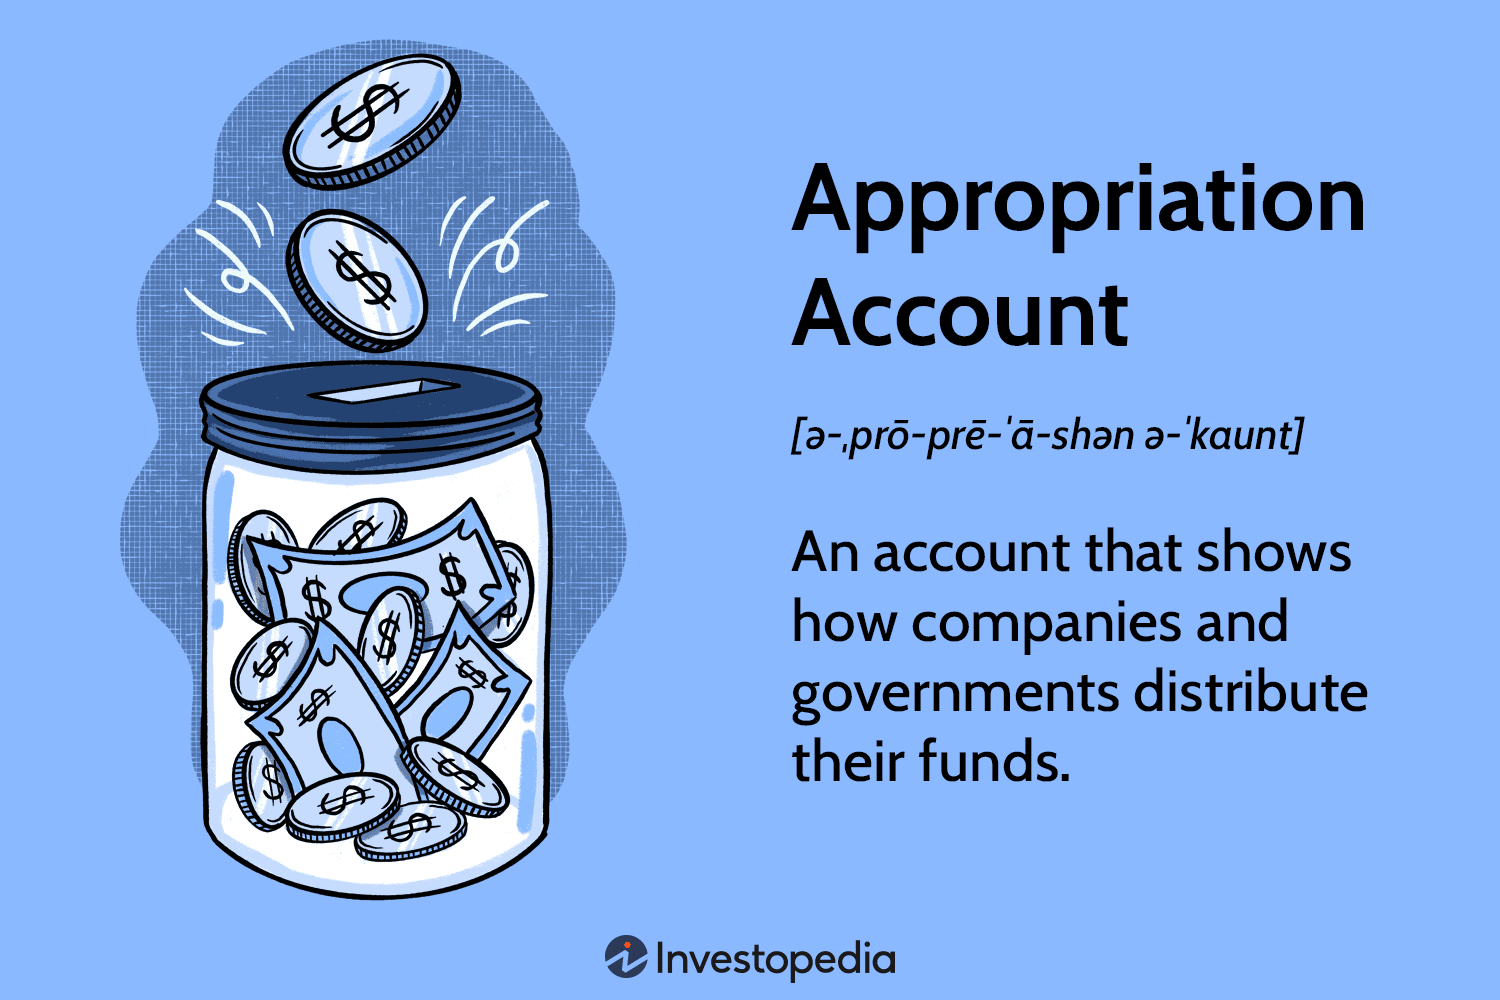 Appropriation
Account
[ə-ˌprō-prē-ˈā-shən ə-ˈkaunt]
An account that shows
how companies and
governments distribute
their funds.
Investopedia